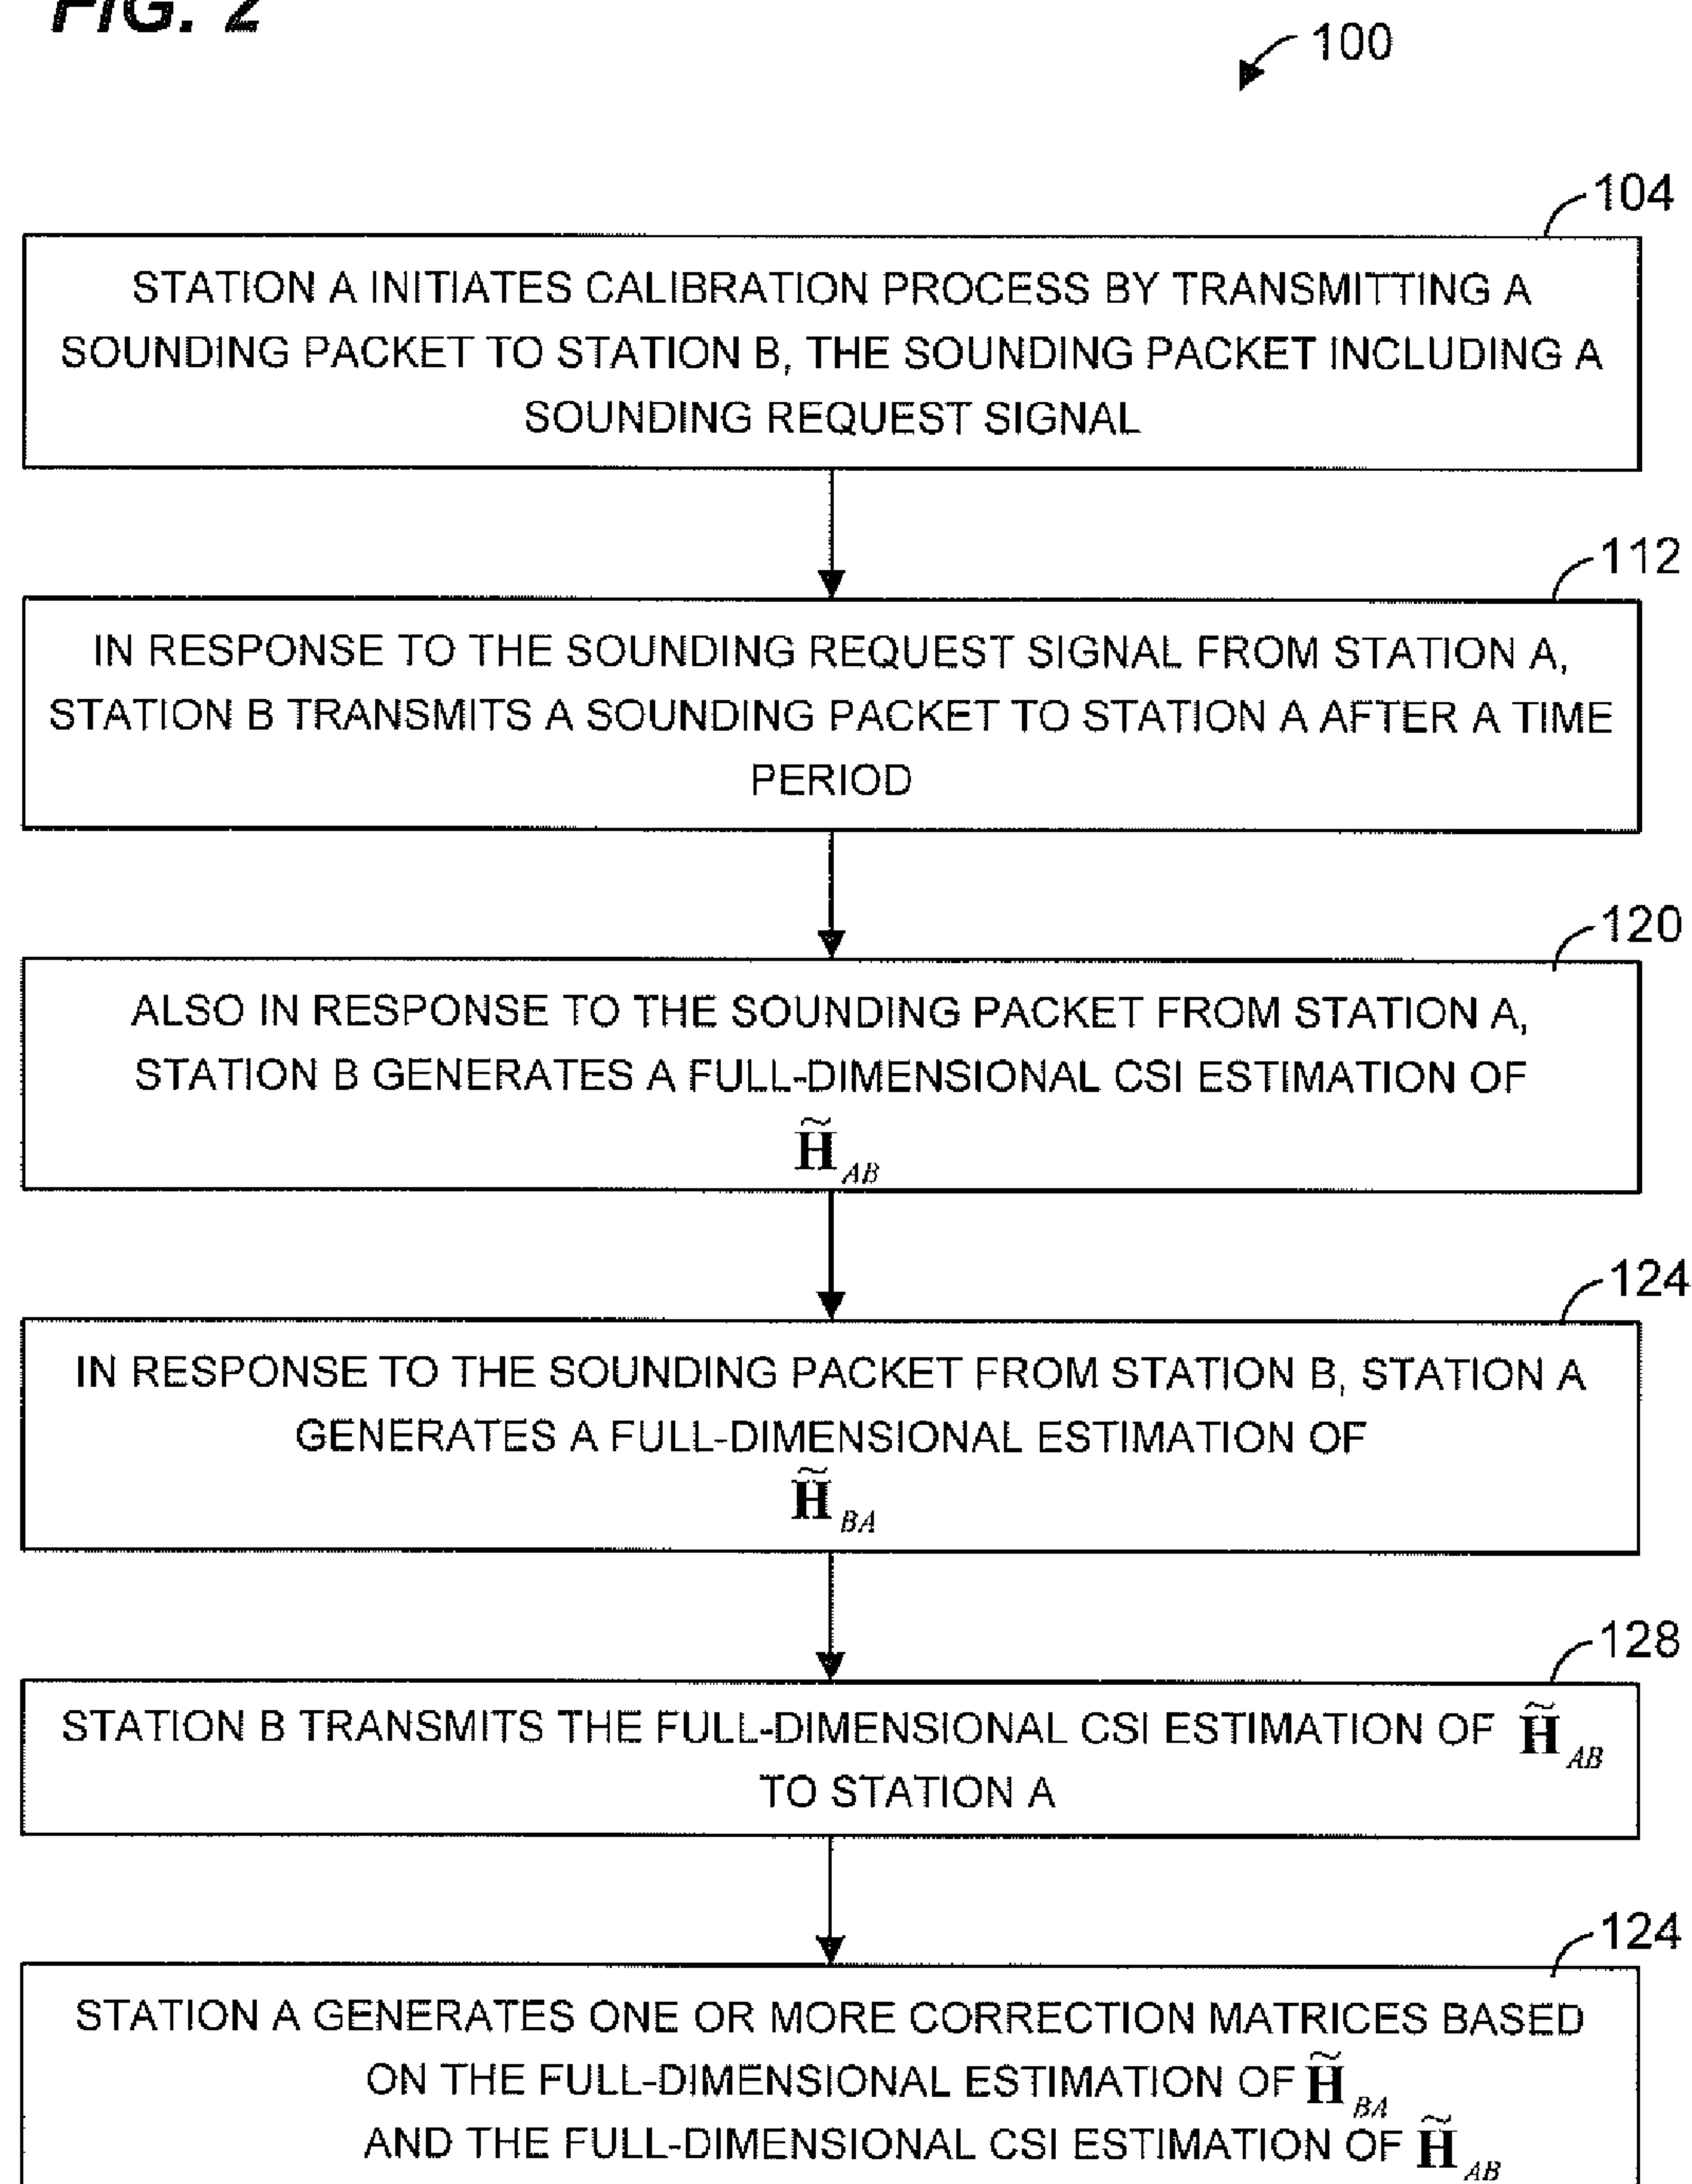 FIG. 2
100
104
STATION A INITIATES CALIBRATION PROCESS BY TRANSMITTING A
SOUNDING PACKET TO STATION B, THE SOUNDING PACKET INCLUDING A
SOUNDING REQUEST SIGNAL
112
IN RESPONSE TO THE SOUNDING REQUEST SIGNAL FROM STATION A,
STATION B TRANSMITS A SOUNDING PACKET TO STATION A AFTER A TIME
PERIOD
120
ALSO IN RESPONSE TO THE SOUNDING PACKET FROM STATION A,
STATION B GENERATES A FULL-DIMENSIONAL CSI ESTIMATION OF
H̃_AB
124
IN RESPONSE TO THE SOUNDING PACKET FROM STATION B, STATION A
GENERATES A FULL-DIMENSIONAL ESTIMATION OF
H̃_BA
128
STATION B TRANSMITS THE FULL-DIMENSIONAL CSI ESTIMATION OF H̃_AB
TO STATION A
124
STATION A GENERATES ONE OR MORE CORRECTION MATRICES BASED
ON THE FULL-DIMENSIONAL ESTIMATION OF H̃_BA
AND THE FULL-DIMENSIONAL CSI ESTIMATION OF H̃_AB